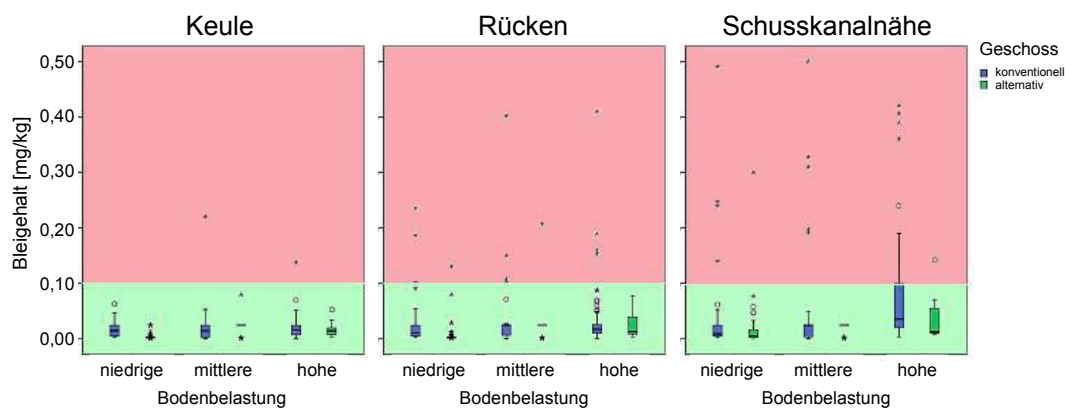 Keule
Rücken
Schusskanalnähe
Geschoss
konventionell
alternativ
Bleigehalt [mg/kg]
0,50
0,40
0,30
0,20
0,10
0,00
niedrige mittlere hohe
niedrige mittlere hohe
niedrige mittlere hohe
Bodenbelastung
Bodenbelastung
Bodenbelastung